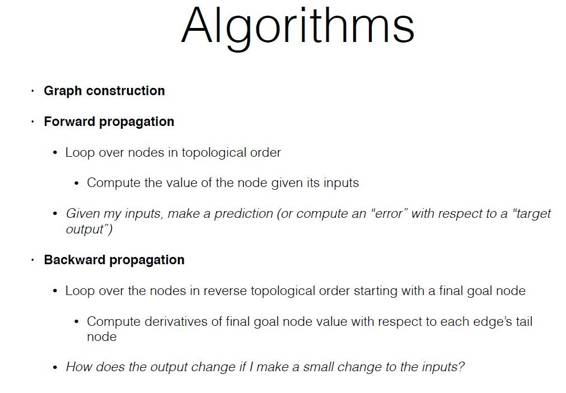 Algorithms
· Graph construction
· Forward propagation
• Loop over nodes in topological order
• Compute the value of the node given its inputs
• Given my inputs, make a prediction (or compute an “error” with respect to a “target
output”)
· Backward propagation
• Loop over the nodes in reverse topological order starting with a final goal node
• Compute derivatives of final goal node value with respect to each edge’s tail
node
• How does the output change if I make a small change to the inputs?